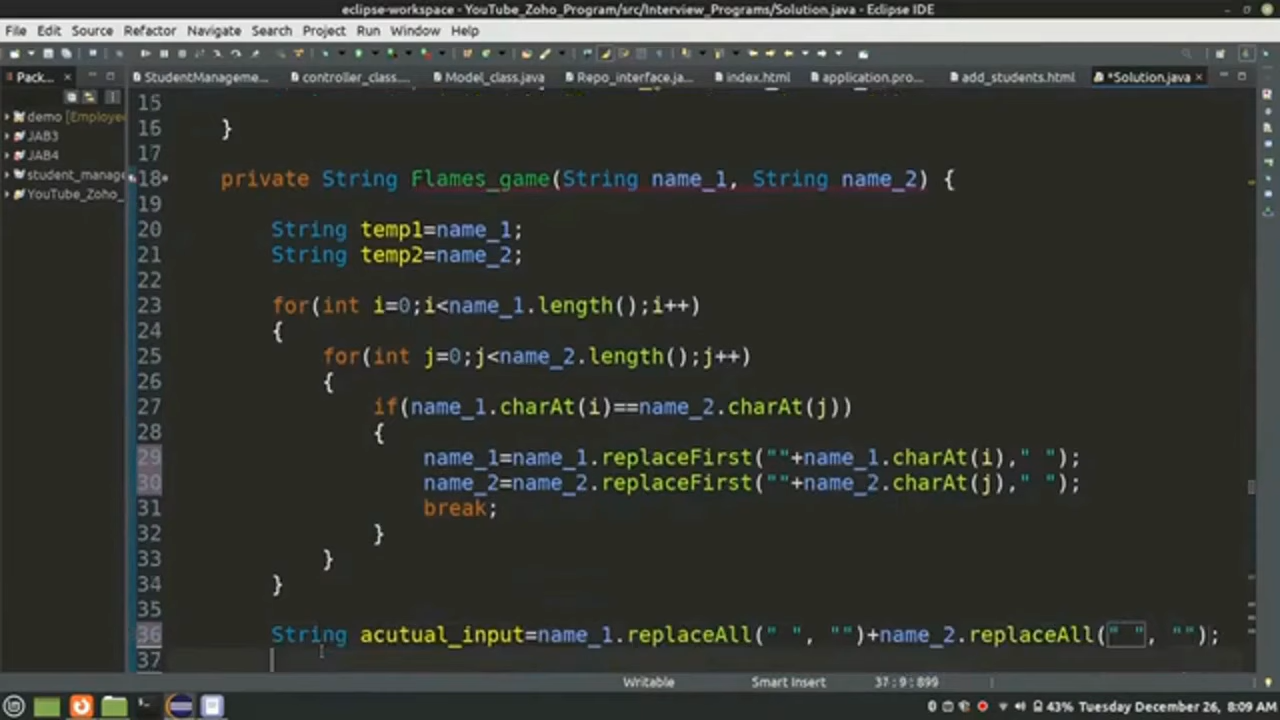 eclipse-workspace - YouTube_Zoho_Program/src/Interview_Programs/Solution.java - Eclipse IDE
File Edit Source Refactor Navigate Search Project Run Window Help
Pack... × StudentManageme... controller_class.... Model_class.java Repo_interface.ja... index.html application.pro... add_students.html *Solution.java ×
demo [Employe
JAB3
JAB4
student_manage
YouTube_Zoho_
15
16 }
17
18 private String Flames_game(String name_1, String name_2) {
19
20 String temp1=name_1;
21 String temp2=name_2;
22
23 for(int i=0;i<name_1.length();i++)
24 {
25 for(int j=0;j<name_2.length();j++)
26 {
27 if(name_1.charAt(i)==name_2.charAt(j))
28 {
29 name_1=name_1.replaceFirst(""+name_1.charAt(i)," ");
30 name_2=name_2.replaceFirst(""+name_2.charAt(j)," ");
31 break;
32 }
33 }
34 }
35
36 String acutual_input=name_1.replaceAll(" ", "")+name_2.replaceAll(" ", "");
37
Writable Smart Insert 37:9:899
43% Tuesday December 26, 8:09 AM